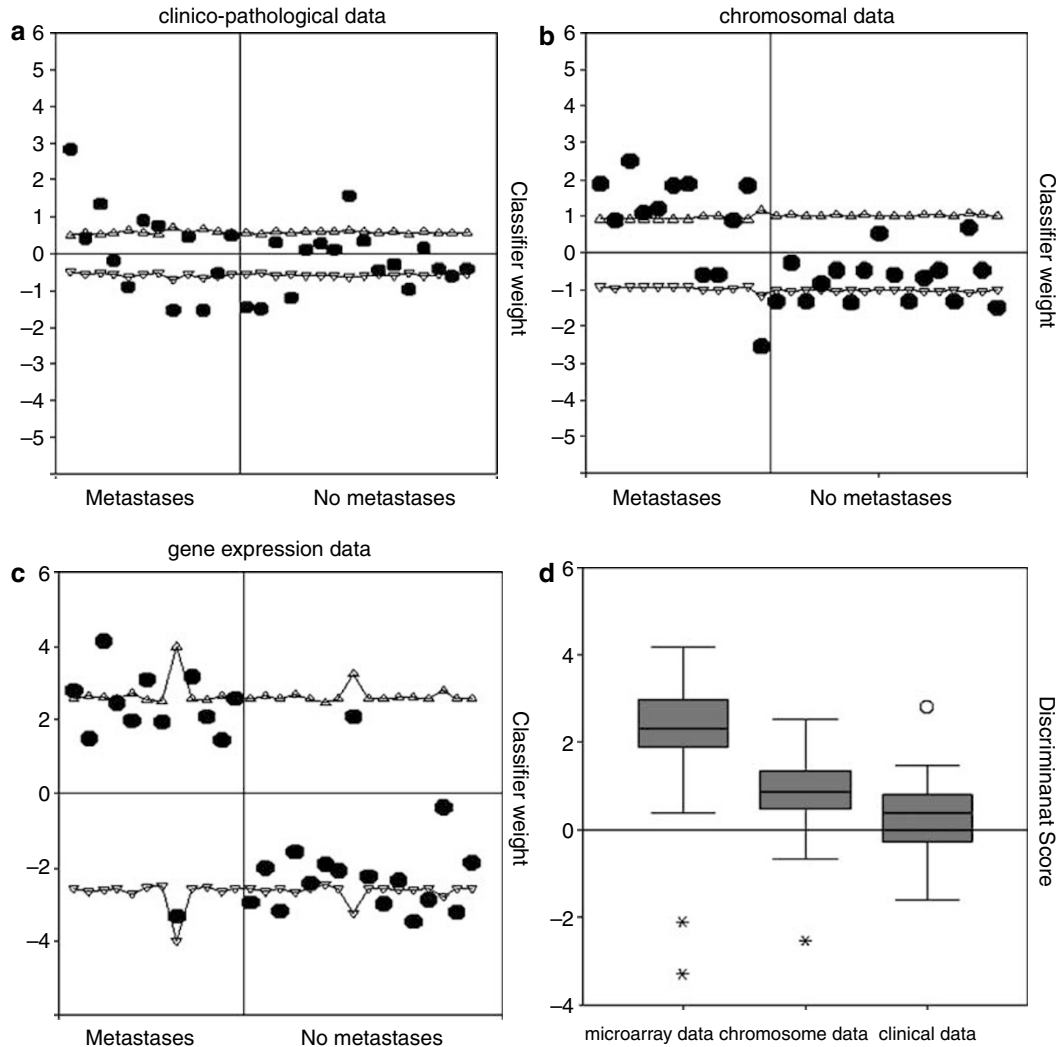 clinico-pathological data
a
6
5
4
3
2
1
0
–1
–2
–3
–4
–5
Classifier weight
Metastases
No metastases
chromosomal data
b
6
5
4
3
2
1
0
–1
–2
–3
–4
–5
Classifier weight
Metastases
No metastases
gene expression data
c
6
4
2
0
–2
–4
Classifier weight
Metastases
No metastases
d
6
4
2
0
–2
–4
Discriminanat Score
microarray data
chromosome data
clinical data